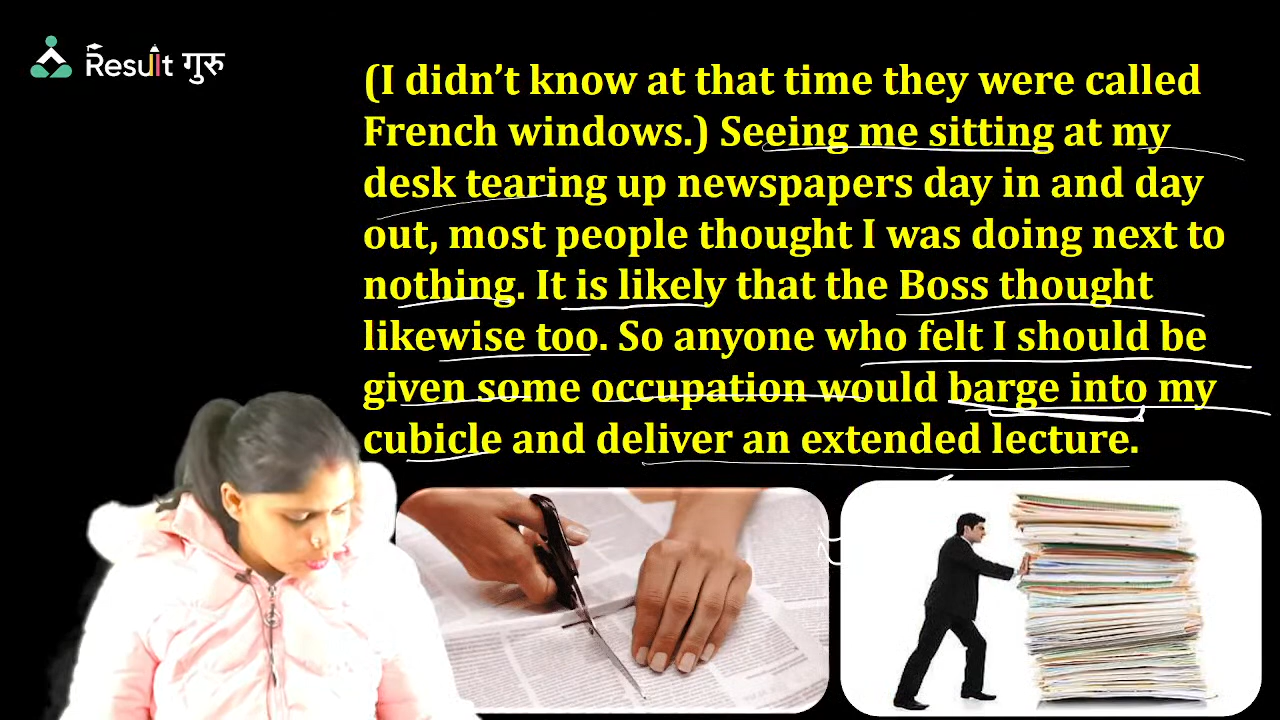 Result गुरु
(I didn’t know at that time they were called
French windows.) Seeing me sitting at my
desk tearing up newspapers day in and day
out, most people thought I was doing next to
nothing. It is likely that the Boss thought
likewise too. So anyone who felt I should be
given some occupation would barge into my
cubicle and deliver an extended lecture.